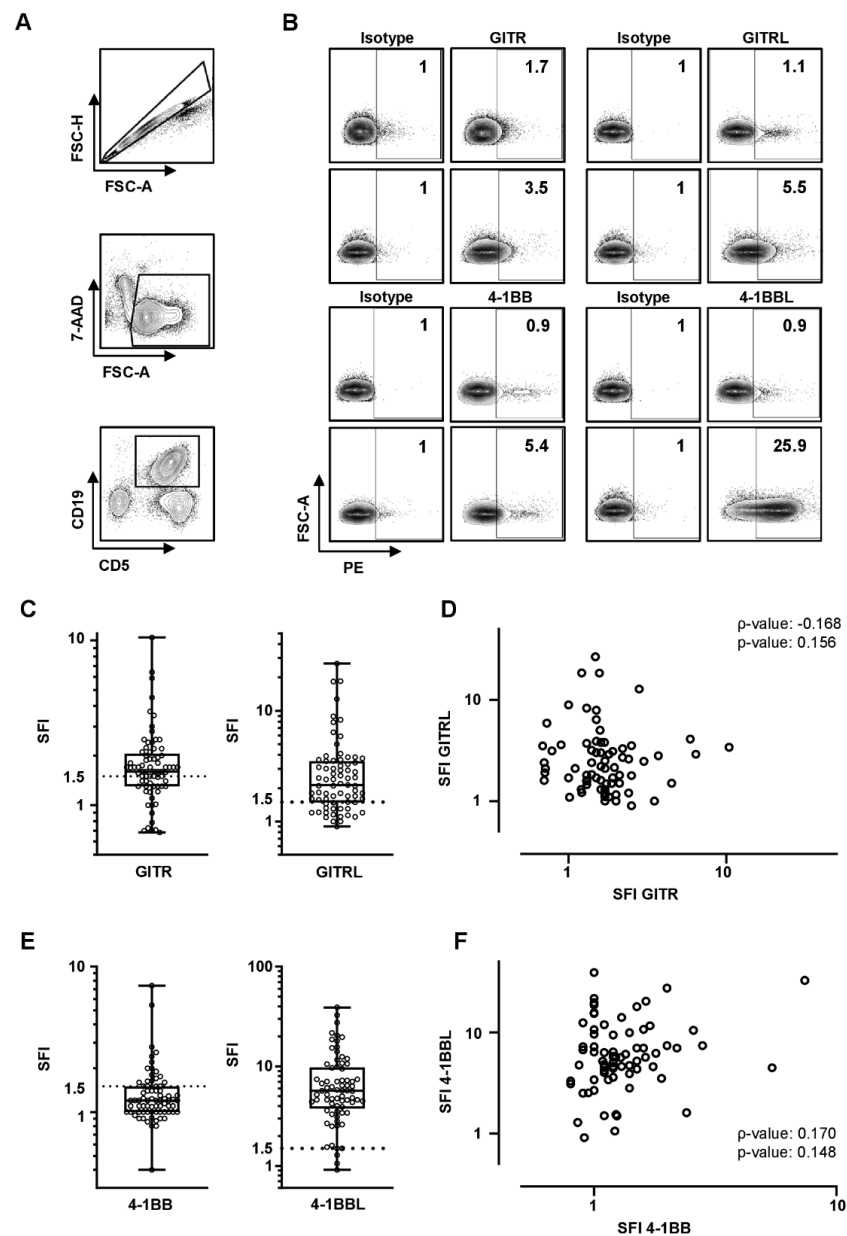 A
FSC-H
FSC-A
7-AAD
FSC-A
CD19
CD5
B
Isotype GITR Isotype GITRL
1 1.7 1 1.1
1 3.5 1 5.5
Isotype 4-1BB Isotype 4-1BBL
1 0.9 1 0.9
1 5.4 1 25.9
FSC-A
PE
C
SFI
10
1.5
1
GITR
SFI
10
1.5
1
GITRL
D
ρ-value: -0.168
p-value: 0.156
SFI GITRL
10
1
1 10
SFI GITR
E
SFI
10
1.5
1
4-1BB
SFI
100
10
1.5
1
4-1BBL
F
SFI 4-1BBL
10
1
ρ-value: 0.170
p-value: 0.148
1 10
SFI 4-1BB